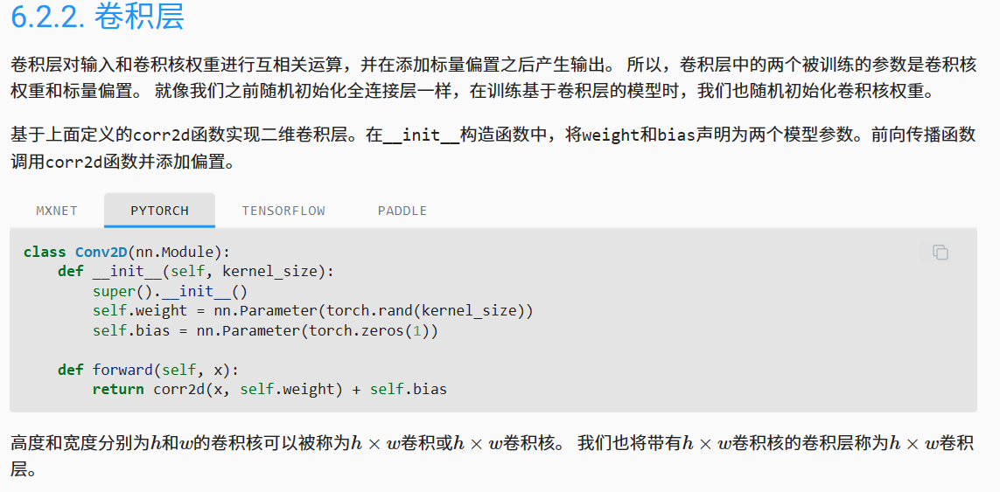 6.2.2. 卷积层
卷积层对输入和卷积核权重进行互相关运算，并在添加标量偏置之后产生输出。 所以，卷积层中的两个被训练的参数是卷积核
权重和标量偏置。 就像我们之前随机初始化全连接层一样，在训练基于卷积层的模型时，我们也随机初始化卷积核权重。
基于上面定义的corr2d函数实现二维卷积层。在__init__构造函数中，将weight和bias声明为两个模型参数。前向传播函数
调用corr2d函数并添加偏置。
MXNET PYTORCH TENSORFLOW PADDLE
class Conv2D(nn.Module):
    def __init__(self, kernel_size):
        super().__init__()
        self.weight = nn.Parameter(torch.rand(kernel_size))
        self.bias = nn.Parameter(torch.zeros(1))
    def forward(self, x):
        return corr2d(x, self.weight) + self.bias
高度和宽度分别为h和w的卷积核可以被称为h × w卷积或h × w卷积核。 我们也将带有h × w卷积核的卷积层称为h × w卷积
层。